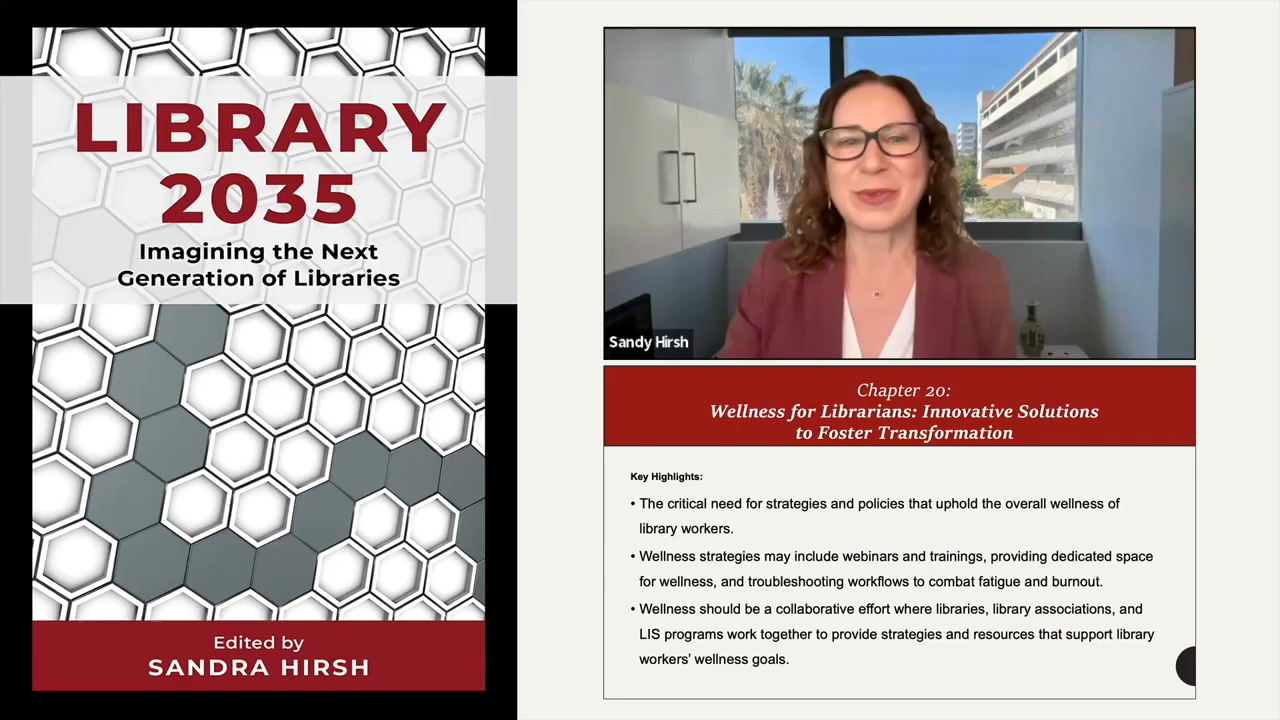 LIBRARY
2035
Imagining the Next
Generation of Libraries
Edited by
SANDRA HIRSH
Sandy Hirsh
Chapter 20:
Wellness for Librarians: Innovative Solutions
to Foster Transformation
Key Highlights:
• The critical need for strategies and policies that uphold the overall wellness of
library workers.
• Wellness strategies may include webinars and trainings, providing dedicated space
for wellness, and troubleshooting workflows to combat fatigue and burnout.
• Wellness should be a collaborative effort where libraries, library associations, and
LIS programs work together to provide strategies and resources that support library
workers’ wellness goals.